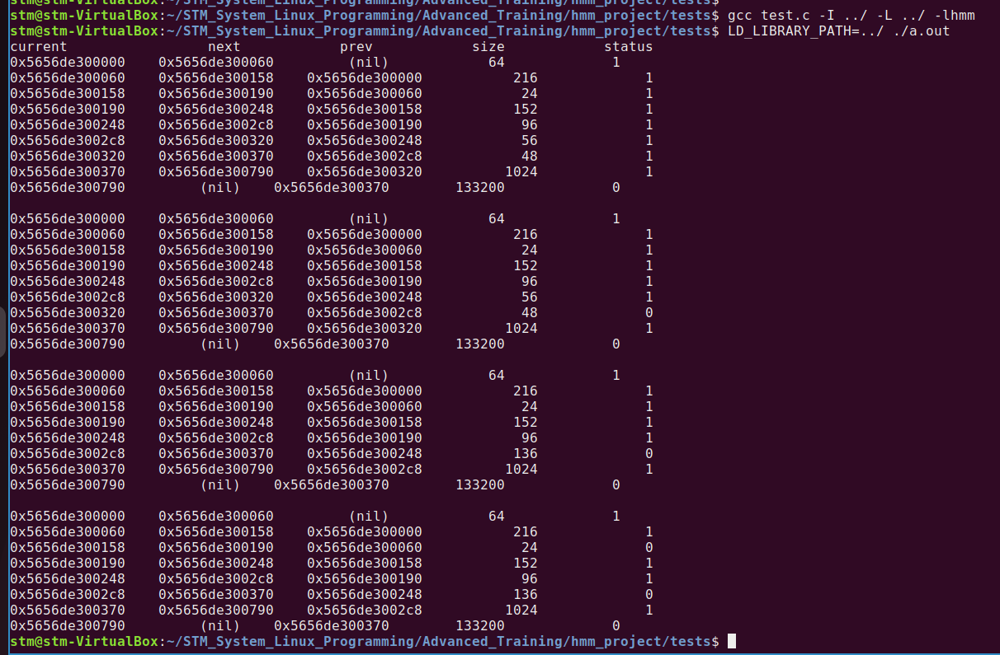 stm@stm-VirtualBox:~/STM_System_Linux_Programming/Advanced_Training/hmm_project/tests$
stm@stm-VirtualBox:~/STM_System_Linux_Programming/Advanced_Training/hmm_project/tests$ gcc test.c -I ../ -L ../ -lhmm
stm@stm-VirtualBox:~/STM_System_Linux_Programming/Advanced_Training/hmm_project/tests$ LD_LIBRARY_PATH=../ ./a.out
current next prev size status
0x5656de300000 0x5656de300060 (nil) 64 1
0x5656de300060 0x5656de300158 0x5656de300000 216 1
0x5656de300158 0x5656de300190 0x5656de300060 24 1
0x5656de300190 0x5656de300248 0x5656de300158 152 1
0x5656de300248 0x5656de3002c8 0x5656de300190 96 1
0x5656de3002c8 0x5656de300320 0x5656de300248 56 1
0x5656de300320 0x5656de300370 0x5656de3002c8 48 1
0x5656de300370 0x5656de300790 0x5656de300320 1024 1
0x5656de300790 (nil) 0x5656de300370 133200 0
0x5656de300000 0x5656de300060 (nil) 64 1
0x5656de300060 0x5656de300158 0x5656de300000 216 1
0x5656de300158 0x5656de300190 0x5656de300060 24 1
0x5656de300190 0x5656de300248 0x5656de300158 152 1
0x5656de300248 0x5656de3002c8 0x5656de300190 96 1
0x5656de3002c8 0x5656de300320 0x5656de300248 56 1
0x5656de300320 0x5656de300370 0x5656de3002c8 48 0
0x5656de300370 0x5656de300790 0x5656de300320 1024 1
0x5656de300790 (nil) 0x5656de300370 133200 0
0x5656de300000 0x5656de300060 (nil) 64 1
0x5656de300060 0x5656de300158 0x5656de300000 216 1
0x5656de300158 0x5656de300190 0x5656de300060 24 1
0x5656de300190 0x5656de300248 0x5656de300158 152 1
0x5656de300248 0x5656de3002c8 0x5656de300190 96 1
0x5656de3002c8 0x5656de300370 0x5656de300248 136 0
0x5656de300370 0x5656de300790 0x5656de3002c8 1024 1
0x5656de300790 (nil) 0x5656de300370 133200 0
0x5656de300000 0x5656de300060 (nil) 64 1
0x5656de300060 0x5656de300158 0x5656de300000 216 1
0x5656de300158 0x5656de300190 0x5656de300060 24 0
0x5656de300190 0x5656de300248 0x5656de300158 152 1
0x5656de300248 0x5656de3002c8 0x5656de300190 96 1
0x5656de3002c8 0x5656de300370 0x5656de300248 136 0
0x5656de300370 0x5656de300790 0x5656de3002c8 1024 1
0x5656de300790 (nil) 0x5656de300370 133200 0
stm@stm-VirtualBox:~/STM_System_Linux_Programming/Advanced_Training/hmm_project/tests$